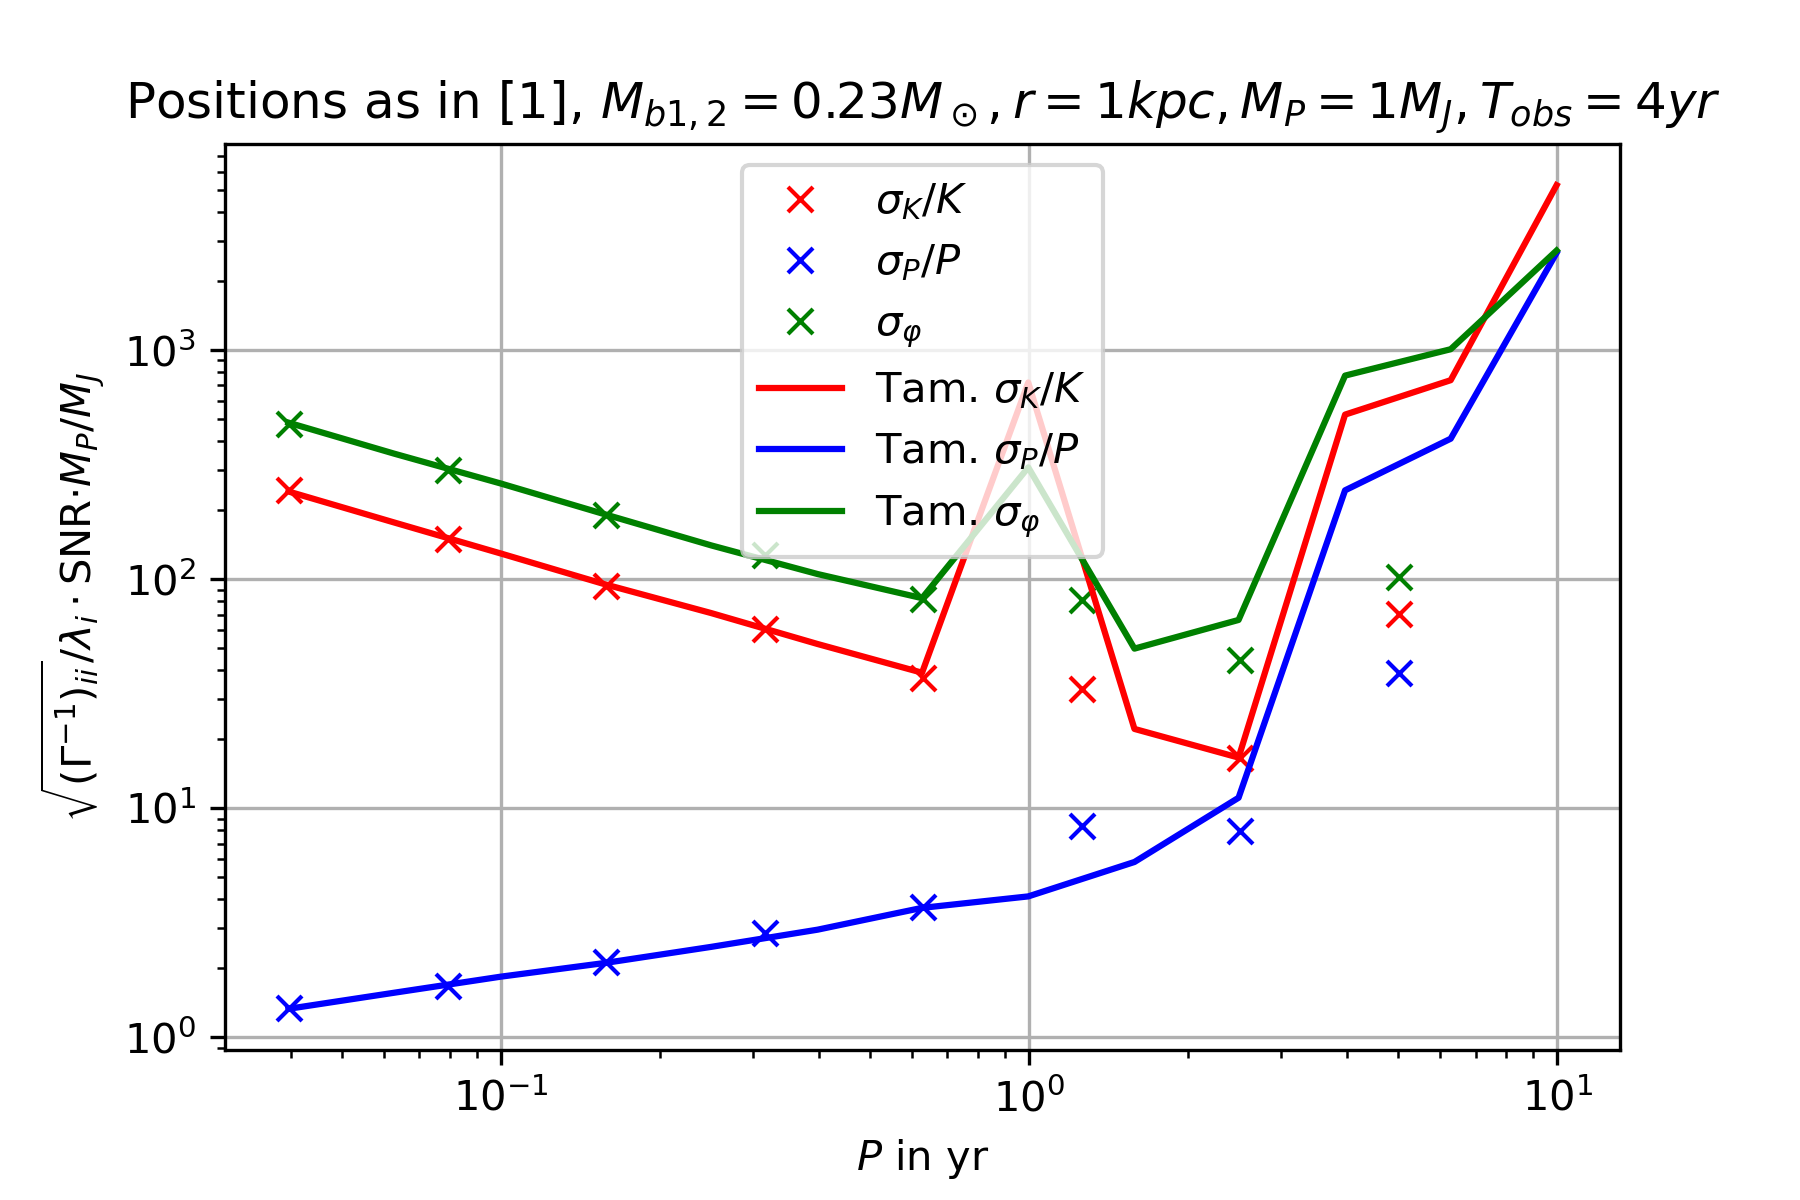 Positions as in [1], $M_{b1,2} = 0.23M_\odot, r = 1kpc, M_P = 1M_J, T_{obs} = 4yr$
$\sqrt{(\Gamma^{-1})_{ii}}/\lambda_i \cdot$ SNR$\cdot M_P/M_J$
$\sigma_K/K$
$\sigma_P/P$
$\sigma_\varphi$
Tam. $\sigma_K/K$
Tam. $\sigma_P/P$
Tam. $\sigma_\varphi$
$10^3$
$10^2$
$10^1$
$10^0$
$10^{-1}$ $10^0$ $10^1$
$P$ in yr